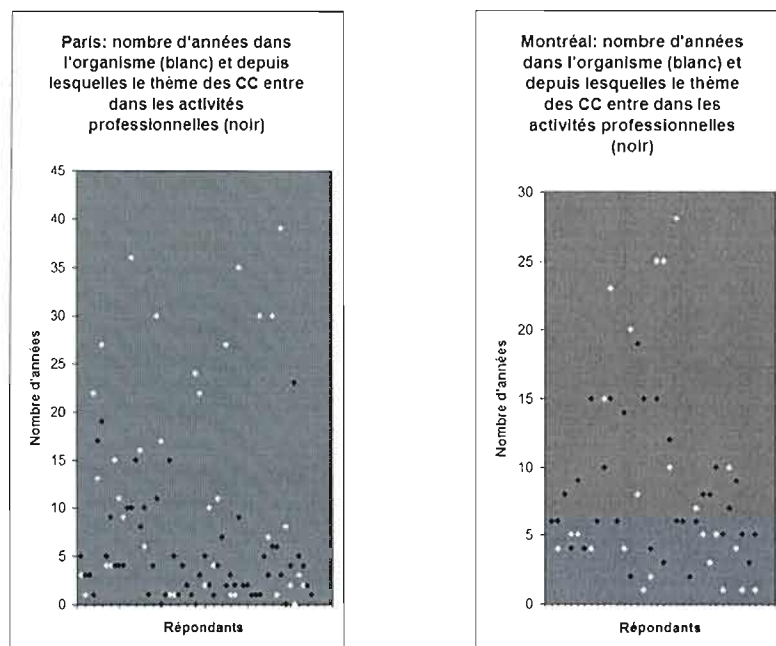 Paris: nombre d'années dans
l'organisme (blanc) et depuis
lesquelles le thème des CC entre
dans les activités
professionnelles (noir)
45
40
35
30
25
20
15
10
5
0
Nombre d'années
Répondants
Montréal: nombre d'années
dans l'organisme (blanc) et
depuis lesquelles le thème
des CC entre dans les
activités professionnelles
(noir)
30
25
20
15
10
5
0
Nombre d'années
Répondants